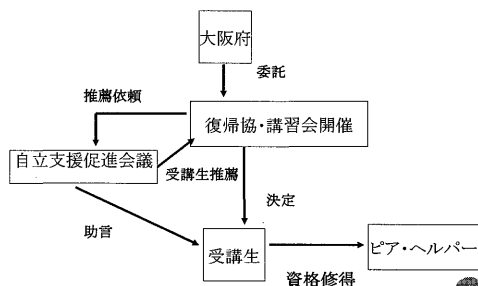 大阪府
委託
推薦依頼
復帰協・講習会開催
自立支援促進会議
受講生推薦
決定
助言
受講生
ピア・ヘルパー
資格修得